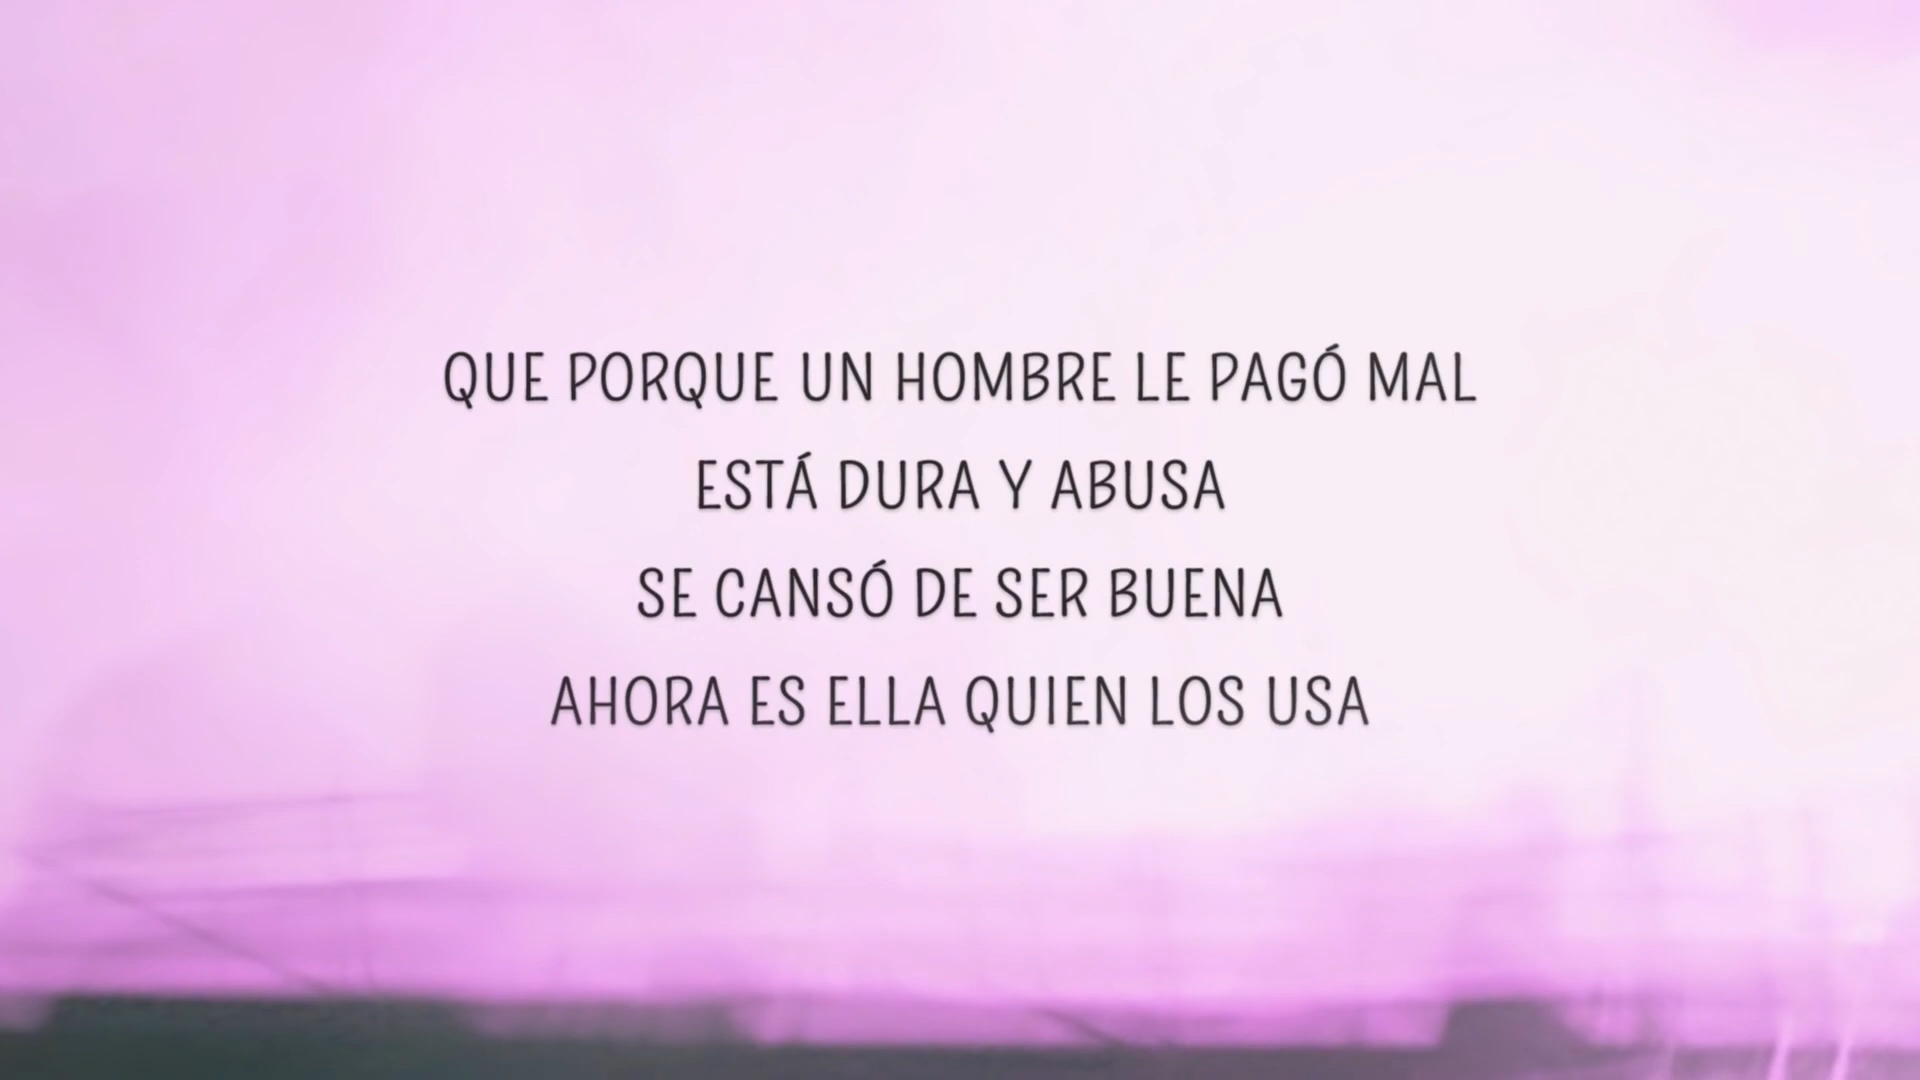 QUE PORQUE UN HOMBRE LE PAGÓ MAL
ESTÁ DURA Y ABUSA
SE CANSÓ DE SER BUENA
AHORA ES ELLA QUIEN LOS USA